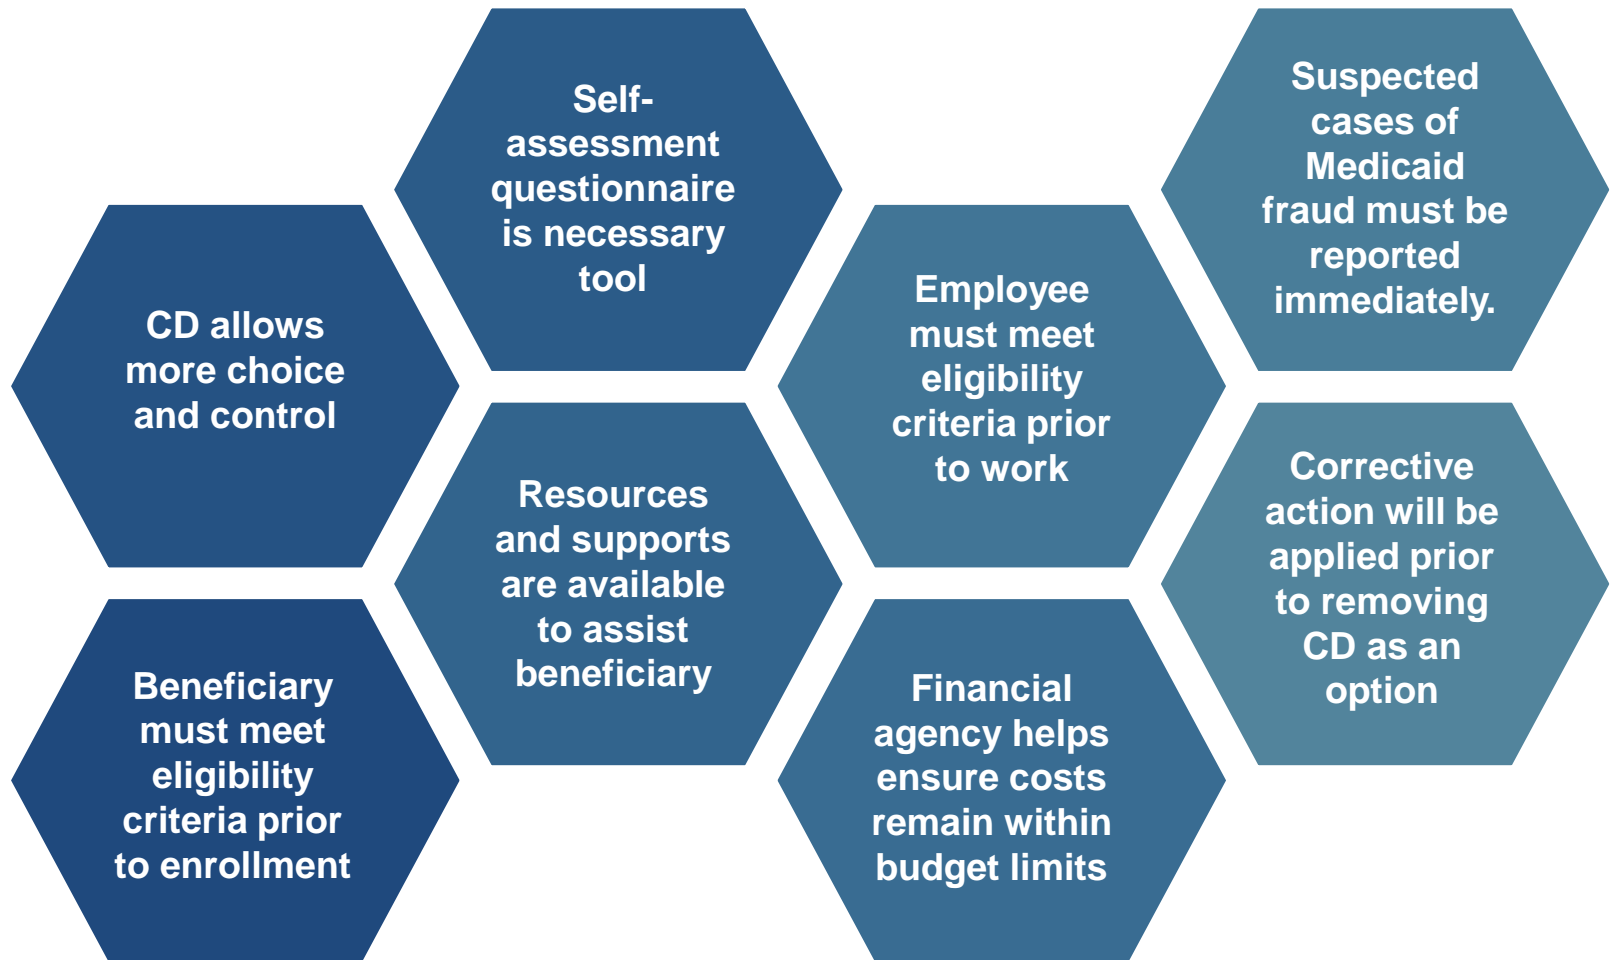 CD allows
more choice
and control
Beneficiary
must meet
eligibility
criteria prior
to enrollment
Self-
assessment
questionnaire
is necessary
tool
Resources
and supports
are available
to assist
beneficiary
Employee
must meet
eligibility
criteria prior
to work
Financial
agency helps
ensure costs
remain within
budget limits
Suspected
cases of
Medicaid
fraud must be
reported
immediately.
Corrective
action will be
applied prior
to removing
CD as an
option